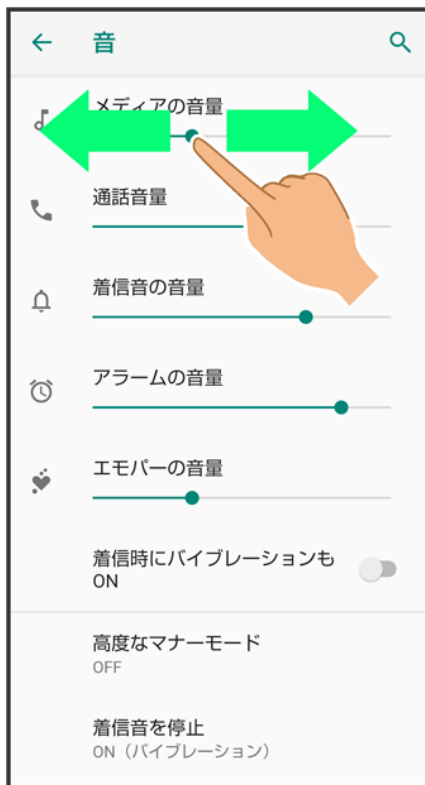 音
メディアの音量
通話音量
着信音の音量
アラームの音量
エモパーの音量
着信時にバイブレーションも
ON
高度なマナーモード
OFF
着信音を停止
ON（バイブレーション）